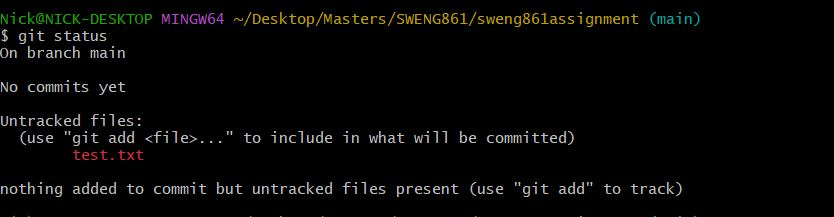 Nick@NICK-DESKTOP MINGW64 ~/Desktop/Masters/SWENG861/sweng861assignment (main)
$ git status
On branch main
No commits yet
Untracked files:
(use "git add <file>..." to include in what will be committed)
test.txt
nothing added to commit but untracked files present (use "git add" to track)